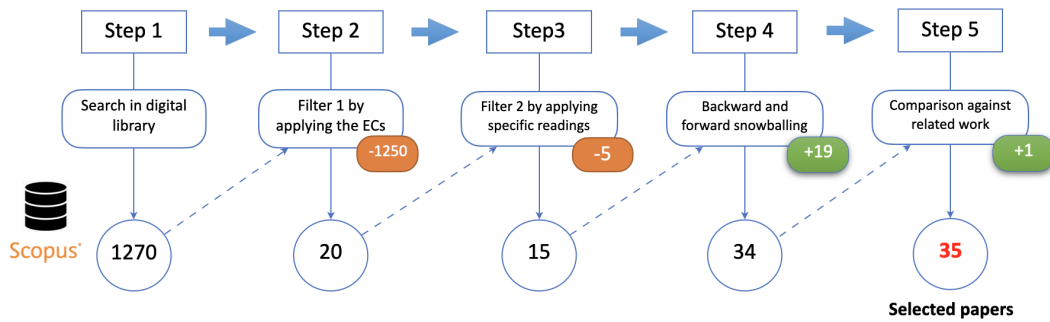 Step 1
Step 2
Step3
Step 4
Step 5
Search in digital
library
Filter 1 by
applying the ECs
-1250
Filter 2 by applying
specific readings
-5
Backward and
forward snowballing
+19
Comparison against
related work
+1
Scopus
1270
20
15
34
35
Selected papers